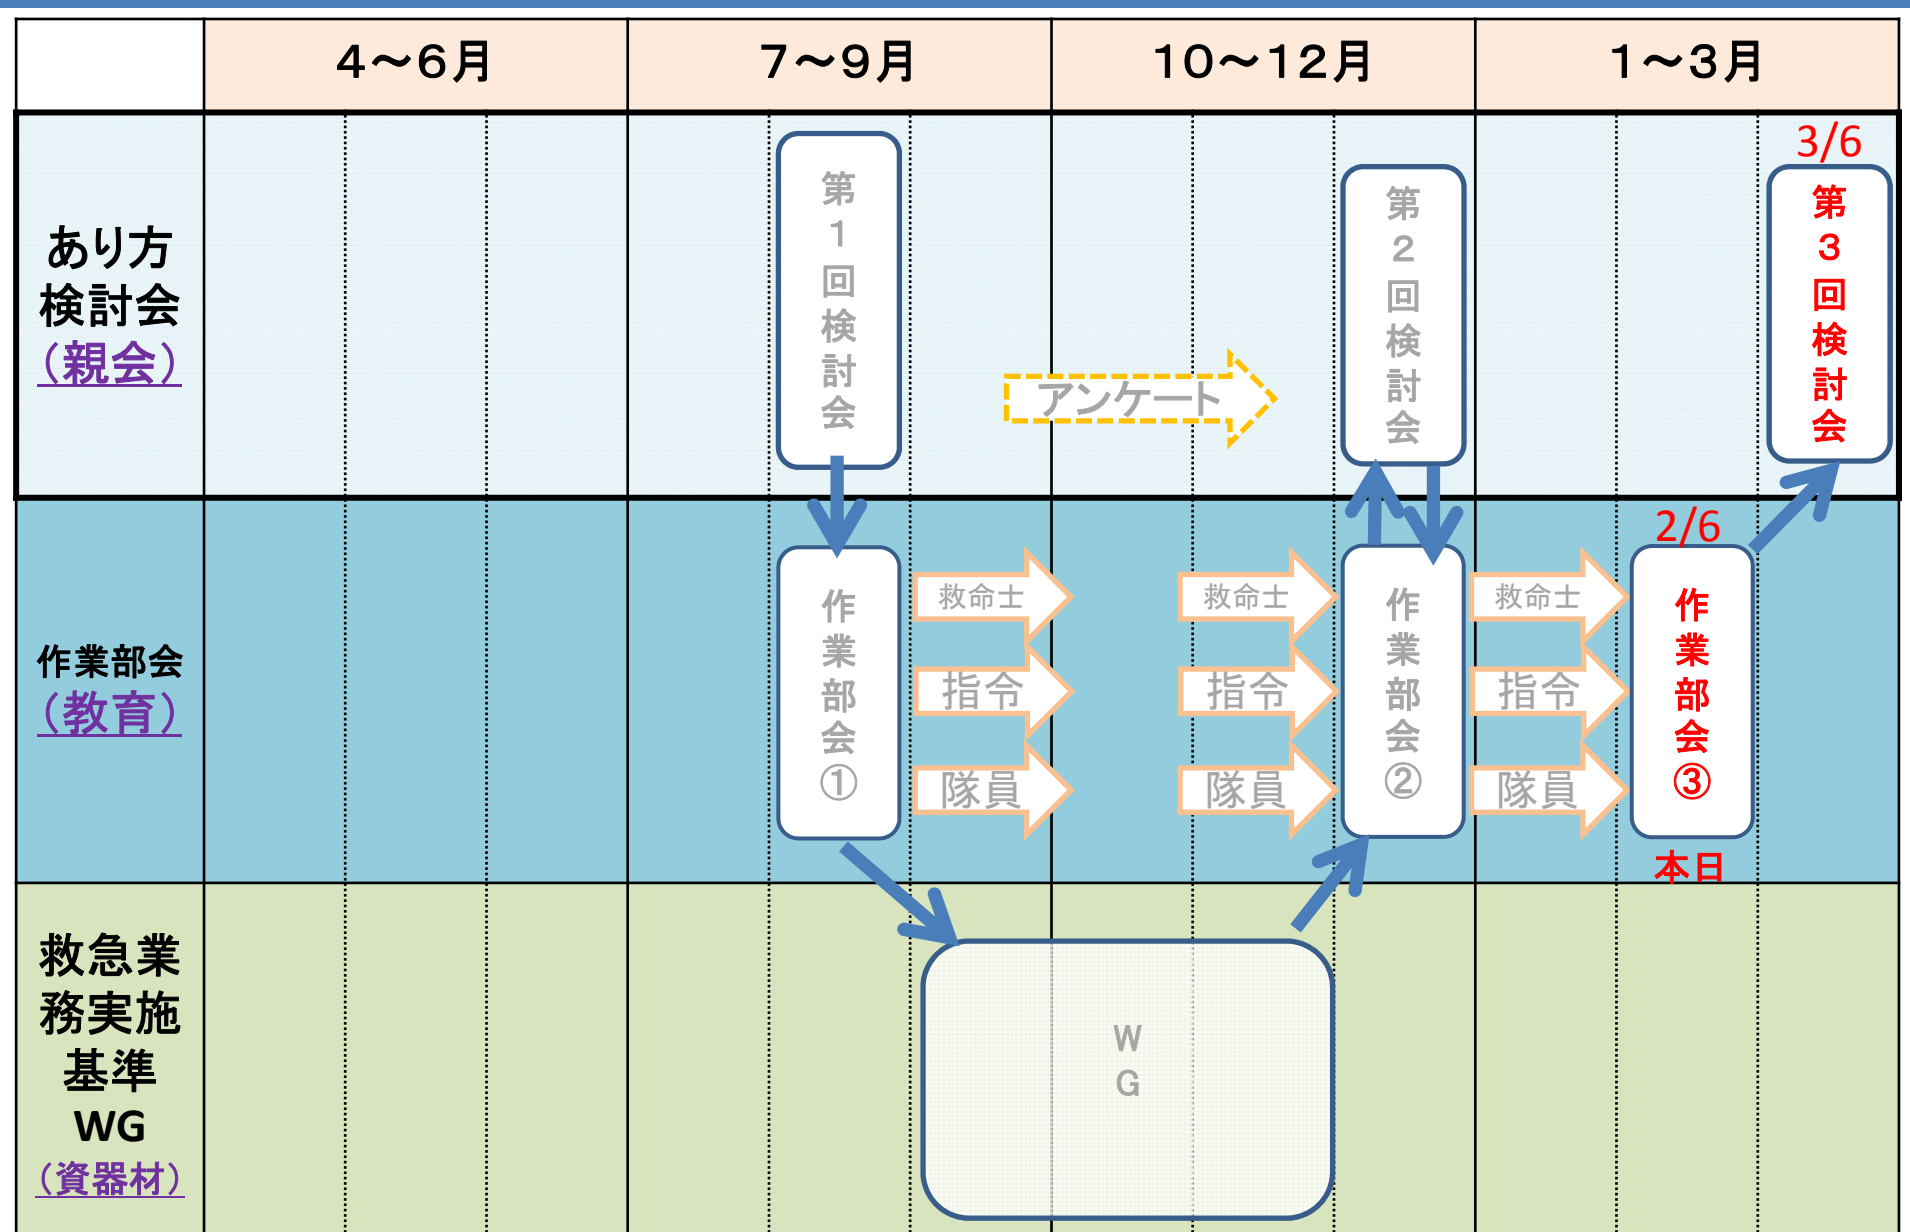 4～6月
7～9月
10～12月
1～3月
あり方
検討会
（親会）
第1回検討会
アンケート
第2回検討会
3/6
第3回検討会
作業部会
（教育）
作業部会①
救命士
指令
隊員
救命士
指令
隊員
作業部会②
救命士
指令
隊員
2/6
作業部会③
本日
救急業
務実施
基準
WG
（資器材）
WG